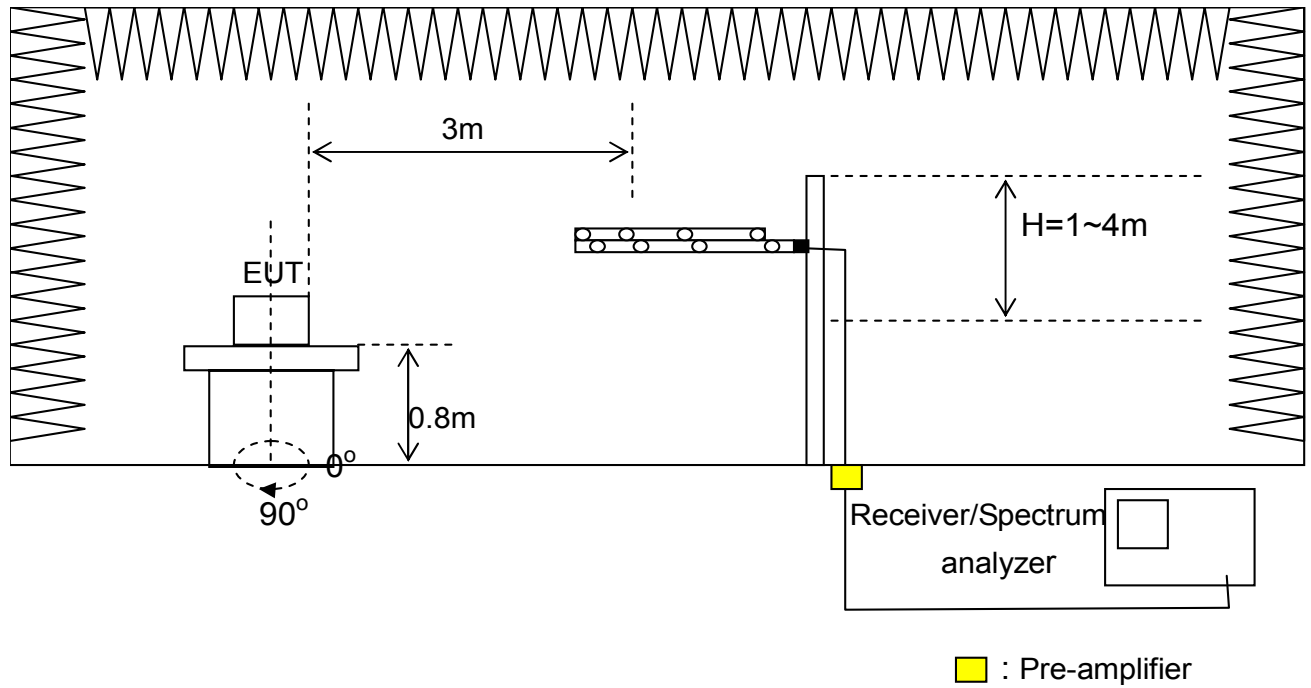 3m
H=1~4m
EUT
0.8m
0°
90°
Receiver/Spectrum
analyzer
: Pre-amplifier